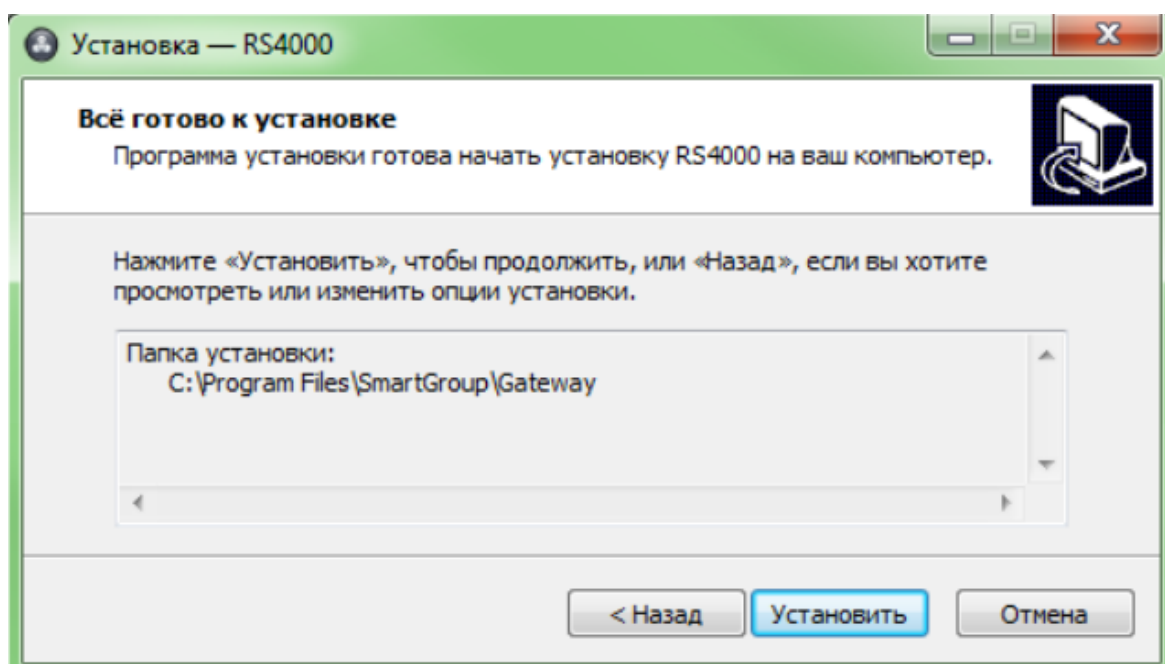 Установка — RS4000
Всё готово к установке
Программа установки готова начать установку RS4000 на ваш компьютер.
Нажмите «Установить», чтобы продолжить, или «Назад», если вы хотите
просмотреть или изменить опции установки.
Папка установки:
C:\Program Files\SmartGroup\Gateway
< Назад
Установить
Отмена